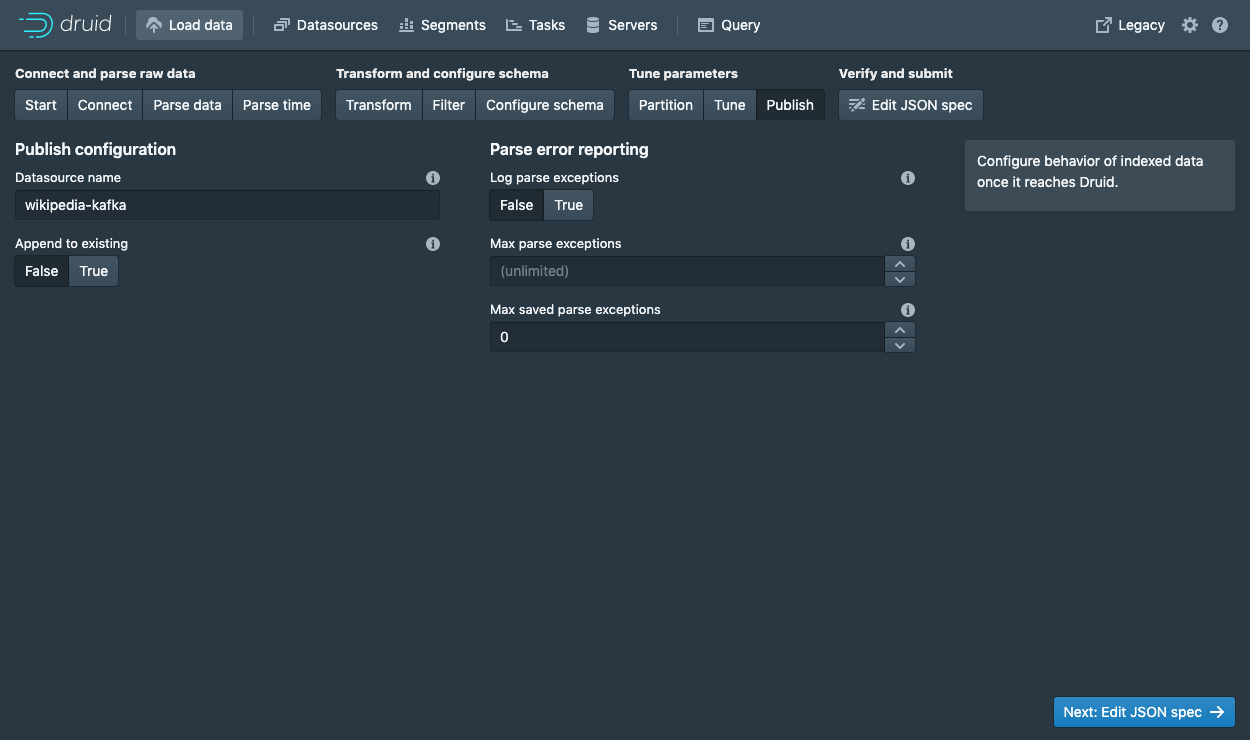 druid Load data Datasources Segments Tasks Servers Query Legacy
Connect and parse raw data Transform and configure schema Tune parameters Verify and submit
Start Connect Parse data Parse time Transform Filter Configure schema Partition Tune Publish Edit JSON spec
Publish configuration
Datasource name
wikipedia-kafka
Append to existing
False True
Parse error reporting
Log parse exceptions
False True
Max parse exceptions
(unlimited)
Max saved parse exceptions
0
Configure behavior of indexed data
once it reaches Druid.
Next: Edit JSON spec